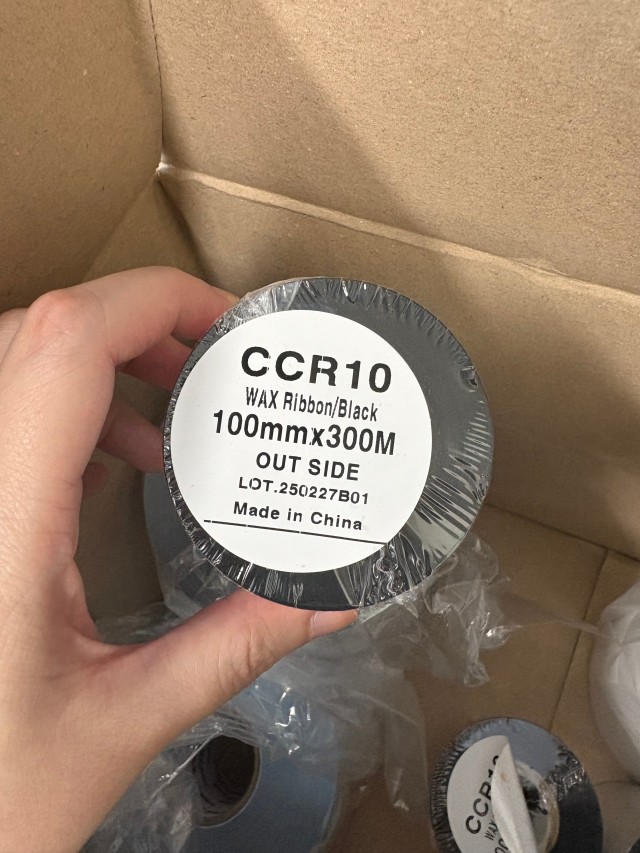 CCR10
WAX Ribbon/Black
100mmx300M
OUT SIDE
LOT.250227B01
Made in China